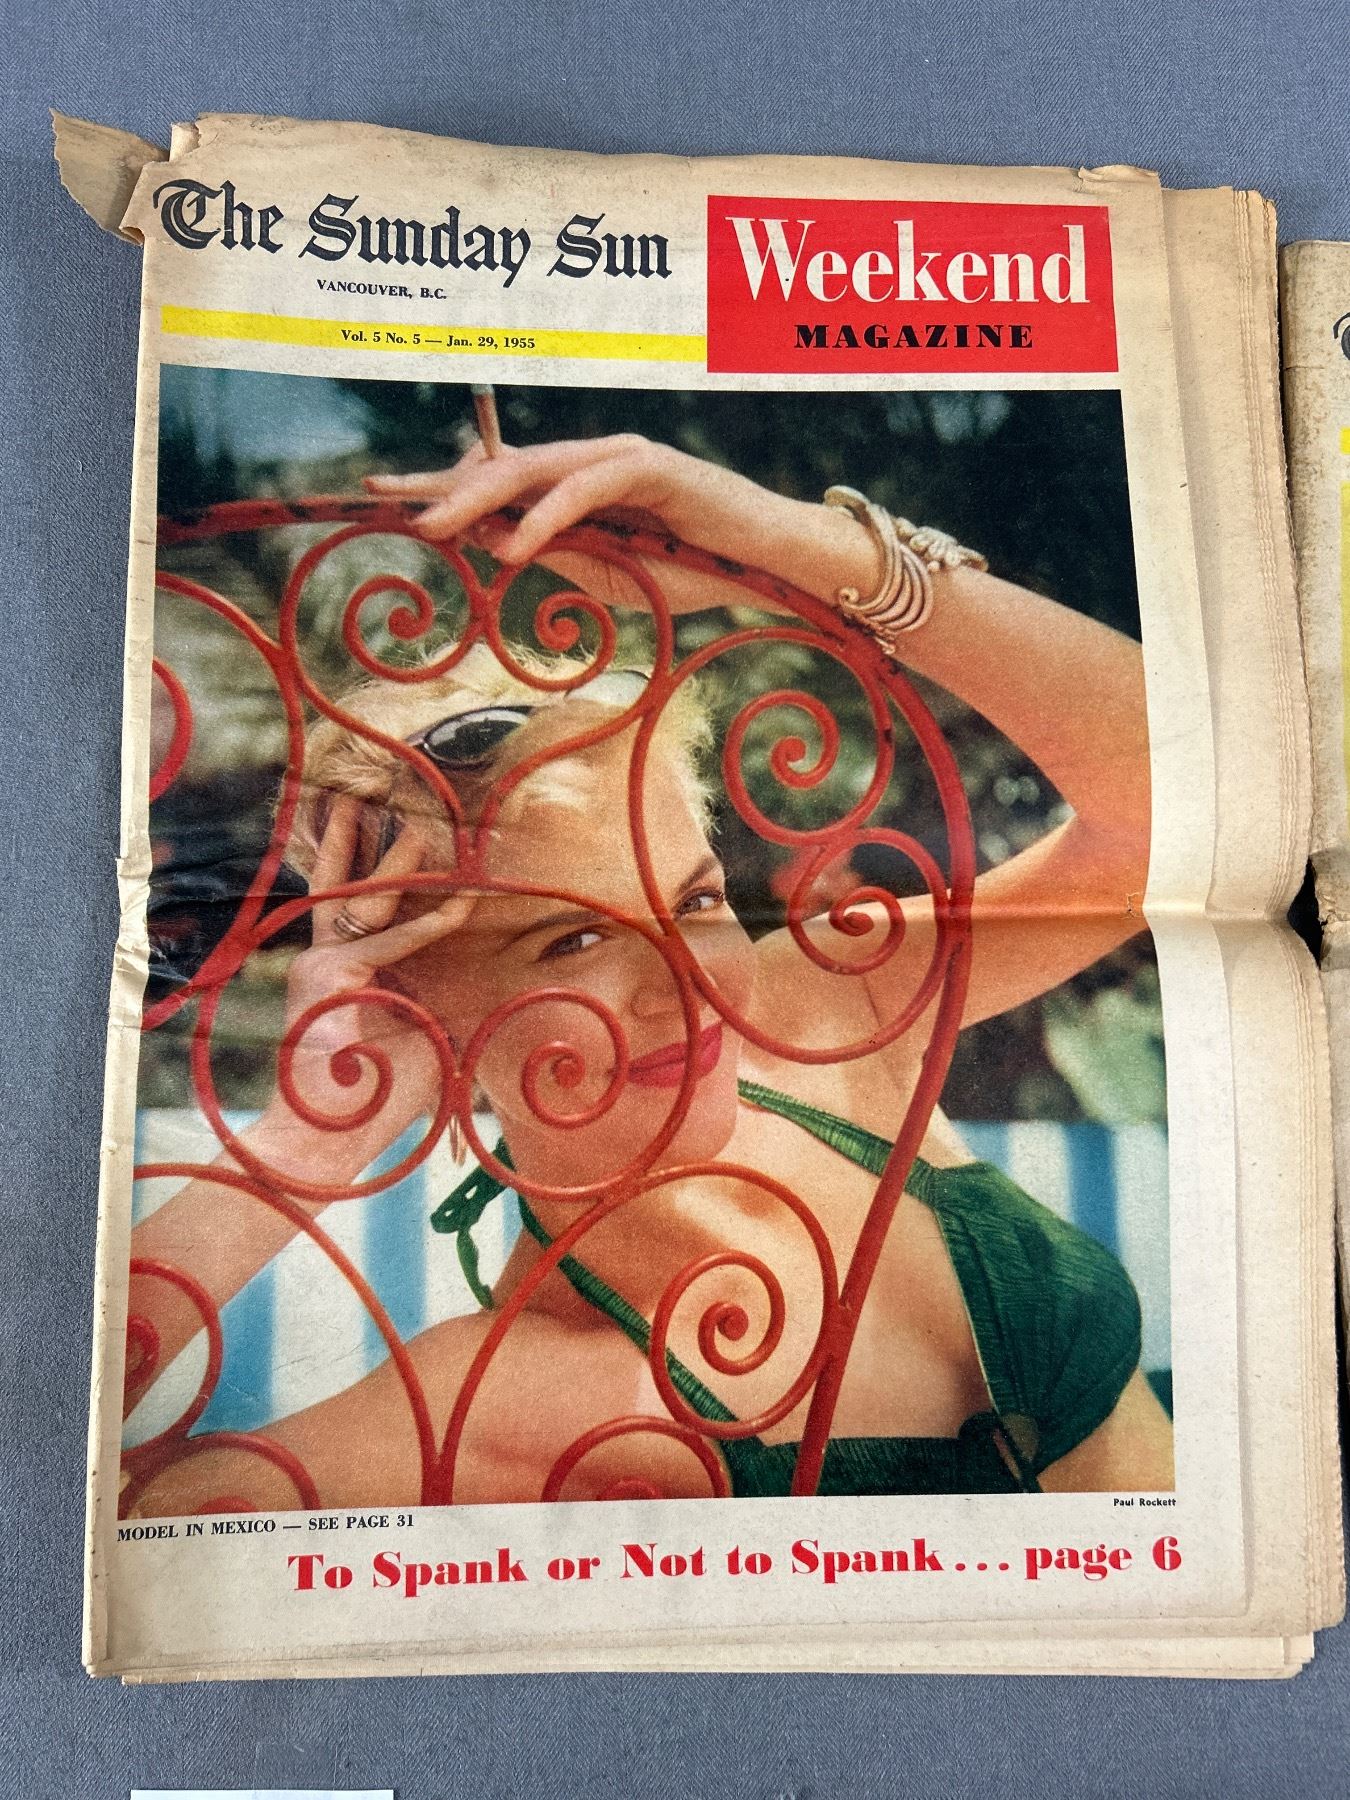 The Sunday Sun
VANCOUVER, B.C.
Vol. 5 No. 5 — Jan. 29, 1955
Weekend
MAGAZINE
Paul Rockett
MODEL IN MEXICO — SEE PAGE 31
To Spank or Not to Spank... page 6